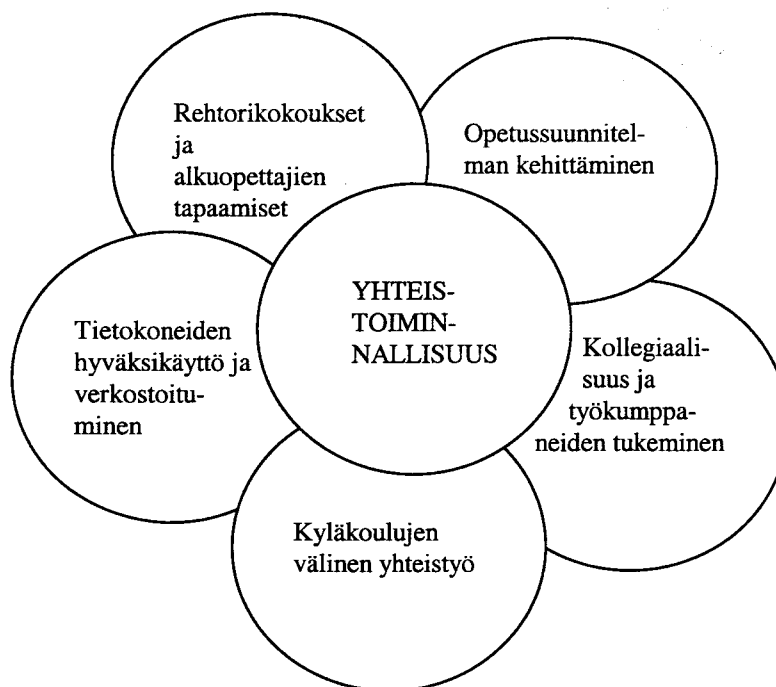 Rehtorikokoukset
ja
alkuopettajien
tapaamiset
Opetussuunnitel-
man kehittäminen
YHTEIS-
TOIMIN-
NALLISUUS
Tietokoneiden
hyväksikäyttö ja
verkostoitu-
minen
Kollegiaali-
suus ja
työkumppa-
neiden tukeminen
Kyläkoulujen
välinen yhteistyö